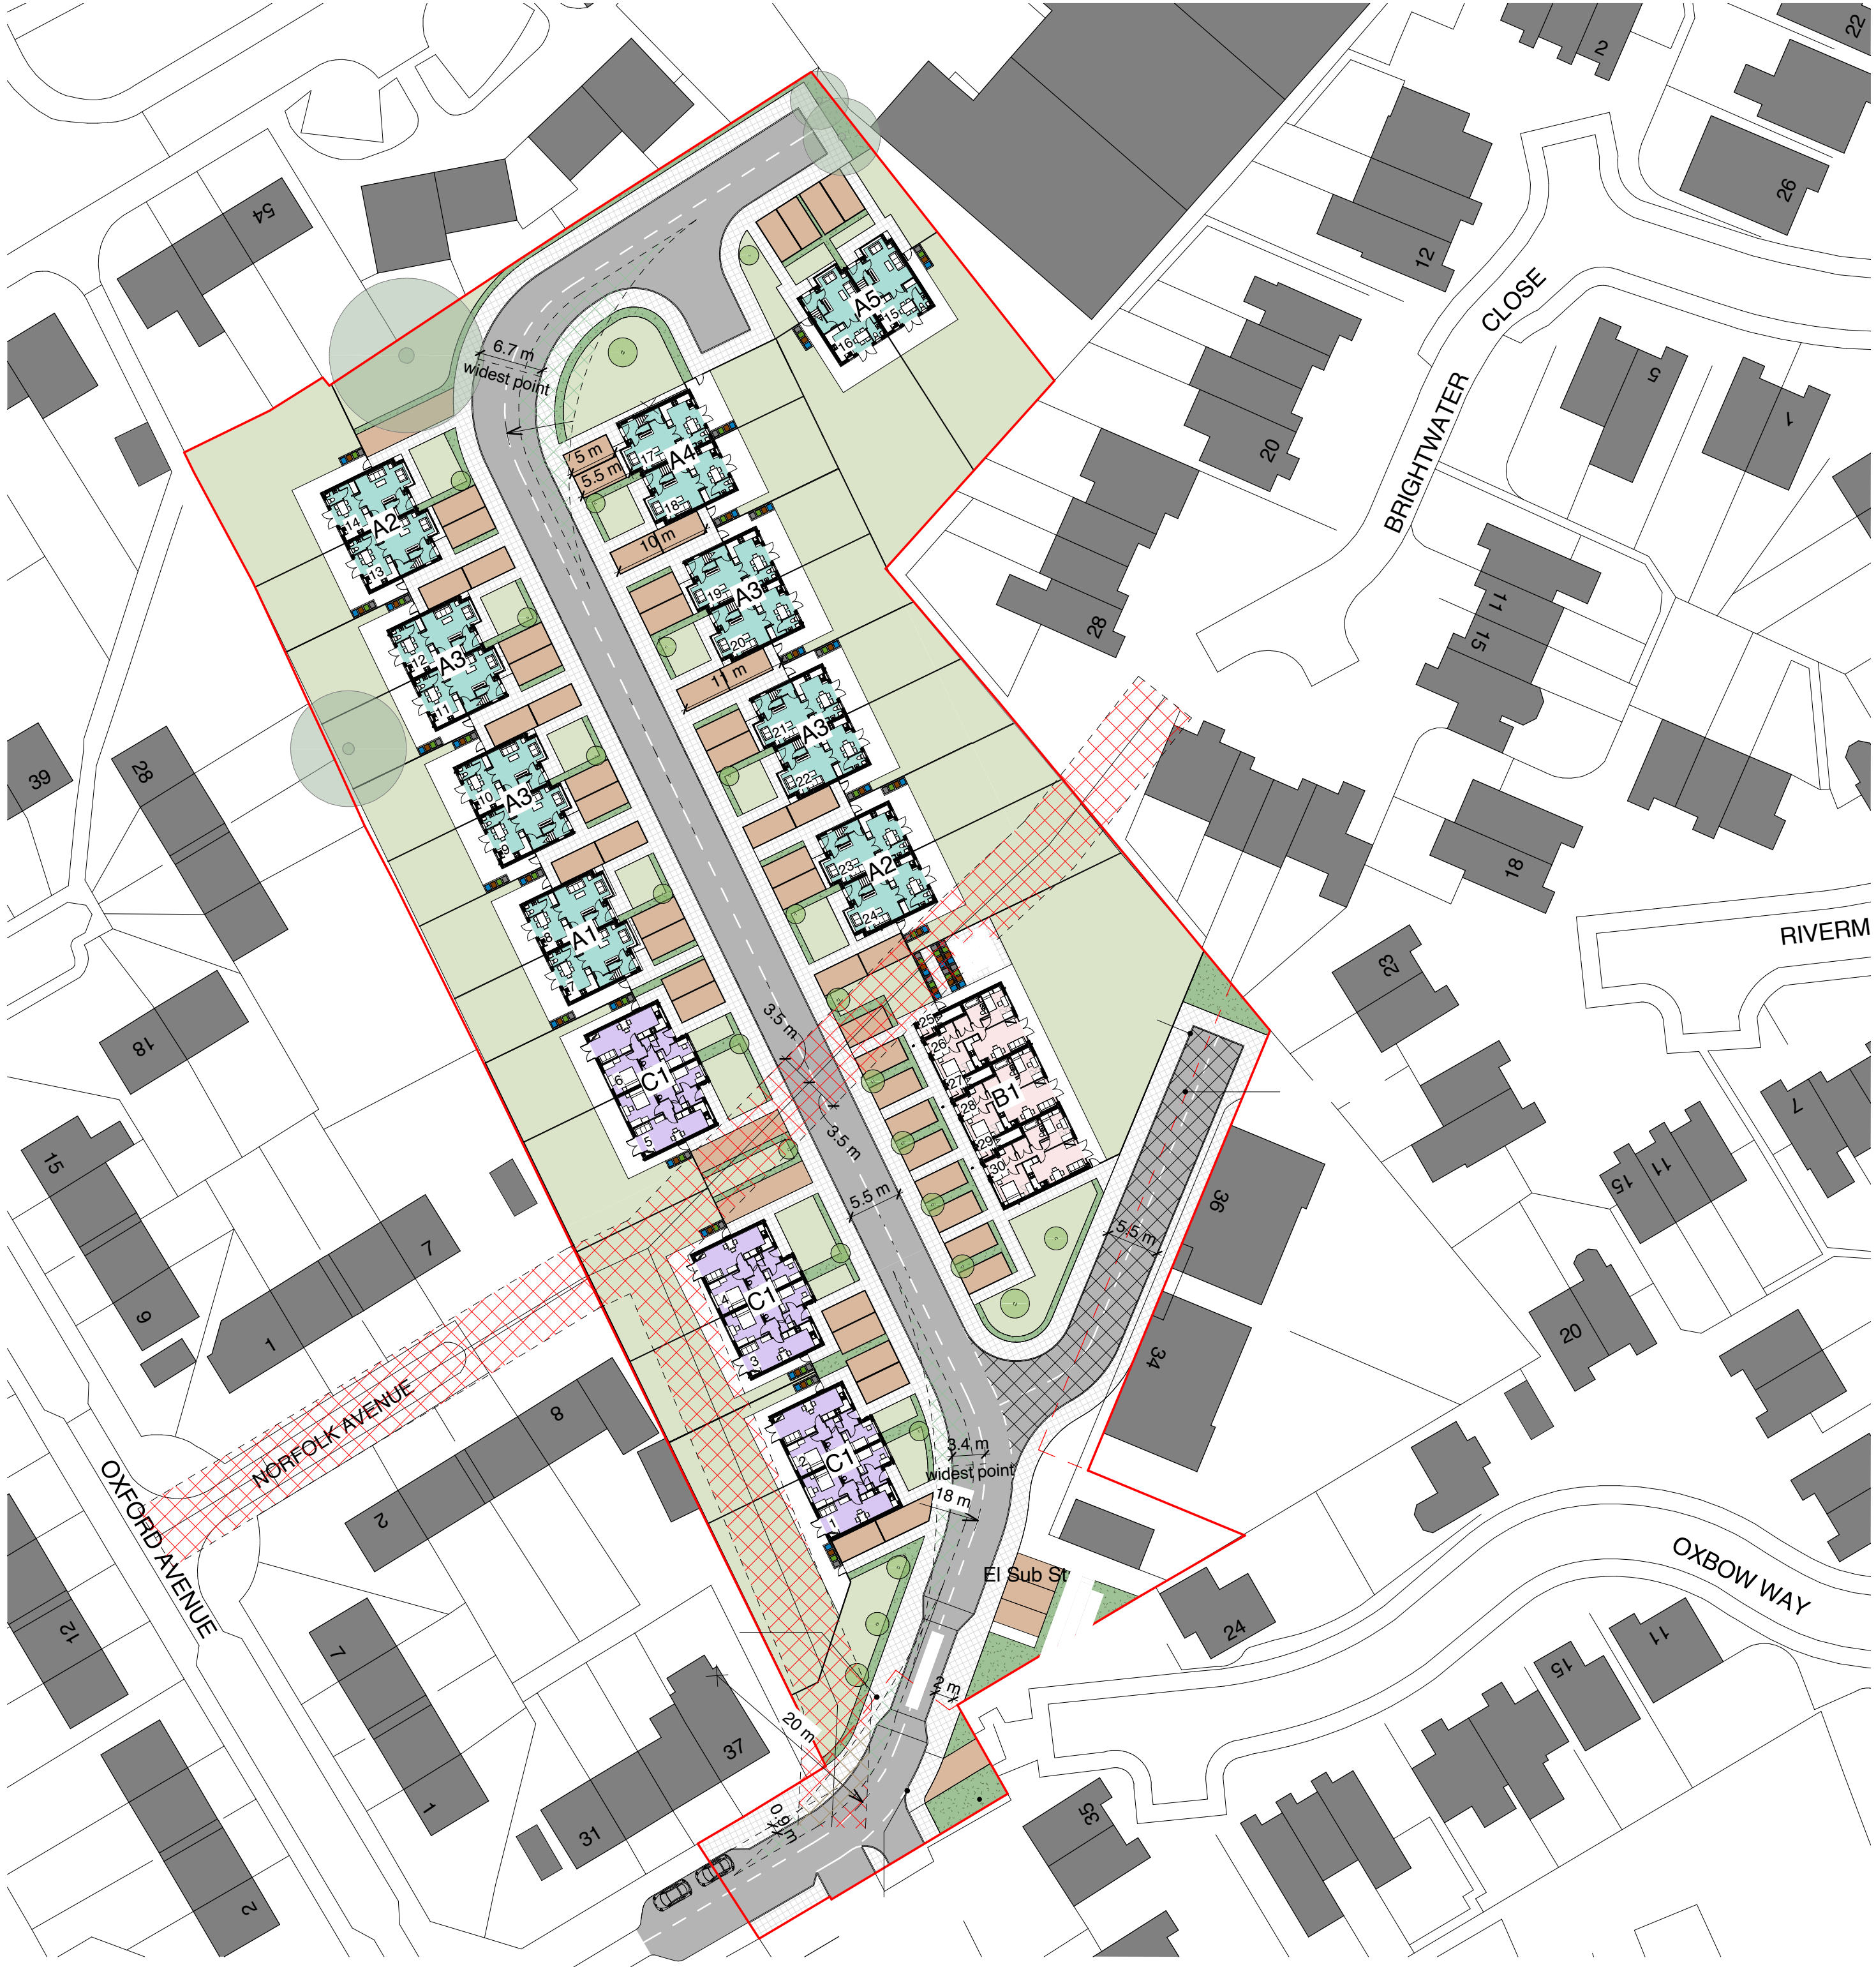 2
22
54
26
12
CLOSE
BRIGHTWATER
A5
15
16
6.7 m
widest point
5
1
20
A4
17
18
5 m
5.5 m
10 m
A2
14
13
A3
19
20
28
11
15
A3
12
11
11 m
A3
21
22
39
28
A3
10
9
A2
23
24
18
RIVERM
23
A1
8
7
18
3.5 m
25
26
27
28
29
30
B1
C1
6
5
3.5 m
7
15
11
15
5.5 m
36
5.5 m
7
9
1
C1
4
3
34
20
NORFOLK AVENUE
8
OXFORD AVENUE
2
C1
2
1
3.4 m
widest point
18 m
El Sub St
OXBOW WAY
24
11
15
12
7
2 m
20 m
37
1
31
0.9 m
35
2